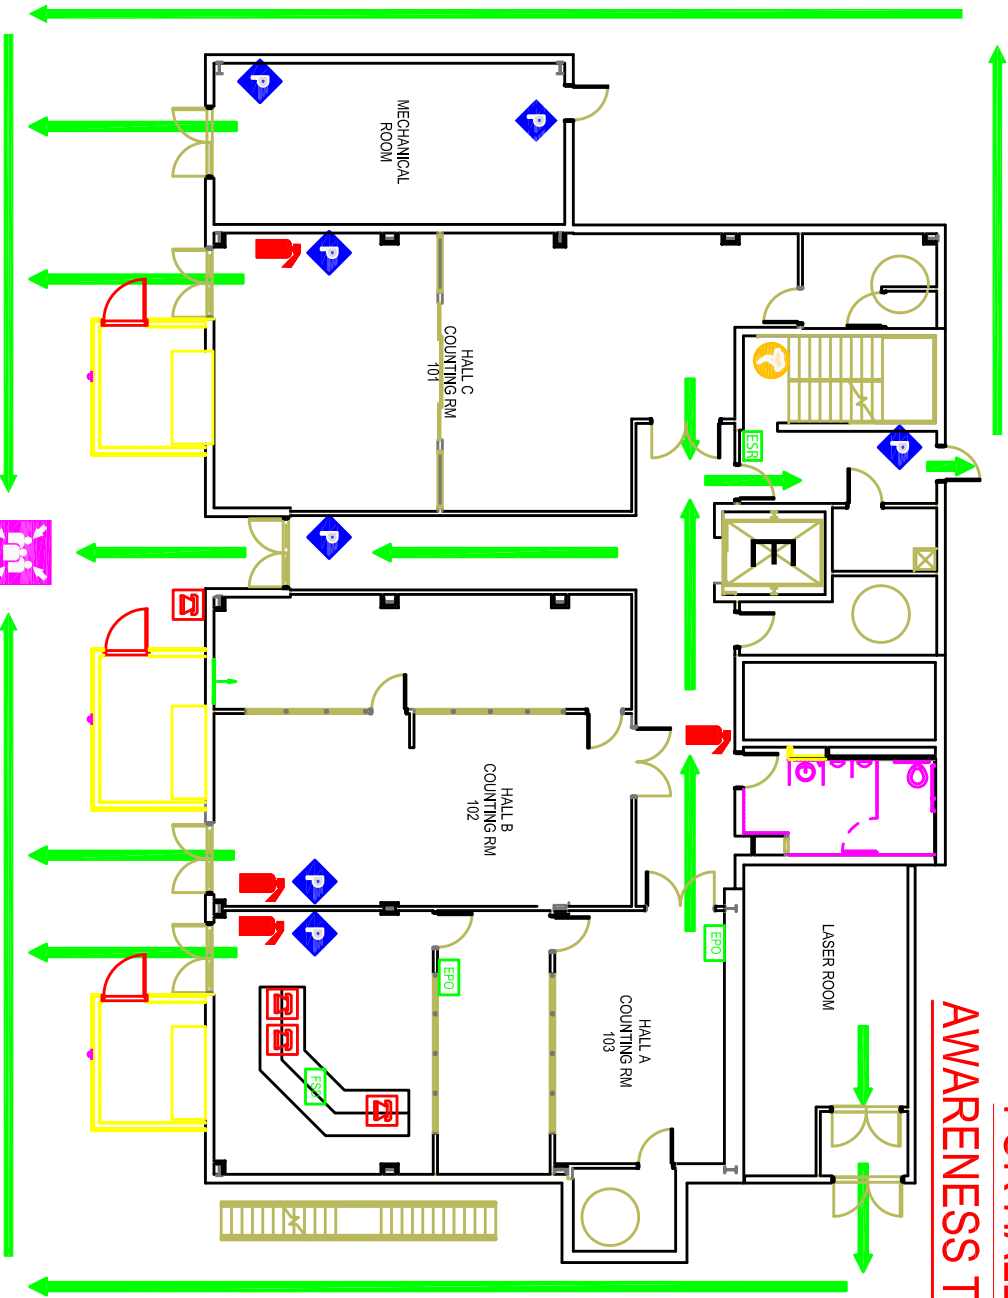 AWARENESS T
MECHANICAL
ROOM
HALL C
COUNTING RM
101
HALL B
COUNTING RM
102
HALL A
COUNTING RM
103
LASER ROOM
ESR
EPO
EPO
P
P
P
P
P
P
P
E